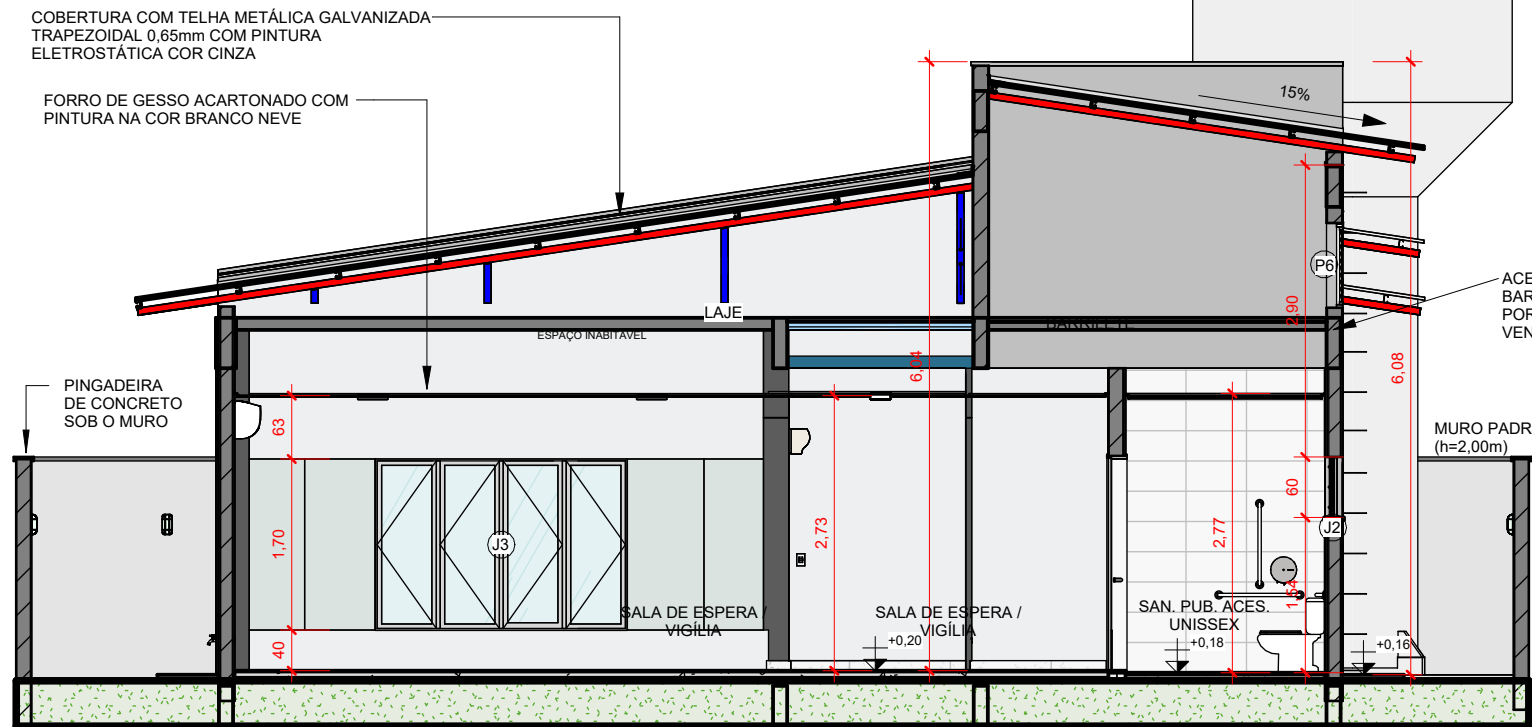 COBERTURA COM TELHA METÁLICA GALVANIZADA
TRAPEZOIDAL 0,65mm COM PINTURA
ELETROSTÁTICA COR CINZA
FORRO DE GESSO ACARTONADO COM
PINTURA NA COR BRANCO NEVE
15%
P6
ACE
BAR
POR
VEN
LAJE
ESPAÇO INABITÁVEL
2,90
6,04
6,08
PINGADEIRA
DE CONCRETO
SOB O MURO
MURO PADR
(h=2,00m)
63
1,70
40
J3
2,73
2,77
60
J2
1,54
SALA DE ESPERA /
VIGÍLIA
SALA DE ESPERA /
VIGÍLIA
+0,20
SAN. PUB. ACES.
UNISSEX
+0,18
+0,16